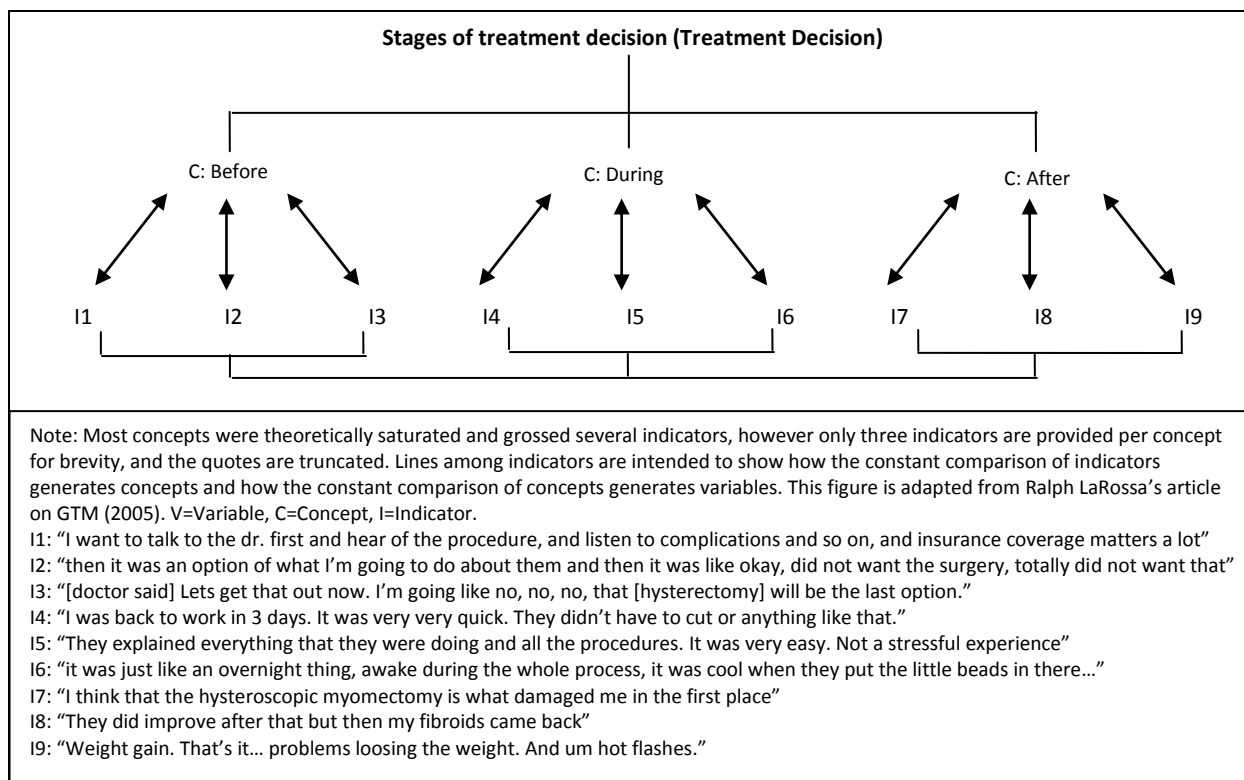 Stages of treatment decision (Treatment Decision)
C: Before C: During C: After
I1 I2 I3 I4 I5 I6 I7 I8 I9
Note: Most concepts were theoretically saturated and grossed several indicators, however only three indicators are provided per concept
for brevity, and the quotes are truncated. Lines among indicators are intended to show how the constant comparison of indicators
generates concepts and how the constant comparison of concepts generates variables. This figure is adapted from Ralph LaRossa’s article
on GTM (2005). V=Variable, C=Concept, I=Indicator.
I1: “I want to talk to the dr. first and hear of the procedure, and listen to complications and so on, and insurance coverage matters a lot”
I2: “then it was an option of what I’m going to do about them and then it was like okay, did not want the surgery, totally did not want that”
I3: “[doctor said] Lets get that out now. I’m going like no, no, no, that [hysterectomy] will be the last option.”
I4: “I was back to work in 3 days. It was very very quick. They didn’t have to cut or anything like that.”
I5: “They explained everything that they were doing and all the procedures. It was very easy. Not a stressful experience”
I6: “it was just like an overnight thing, awake during the whole process, it was cool when they put the little beads in there…”
I7: “I think that the hysteroscopic myomectomy is what damaged me in the first place”
I8: “They did improve after that but then my fibroids came back”
I9: “Weight gain. That’s it… problems loosing the weight. And um hot flashes.”